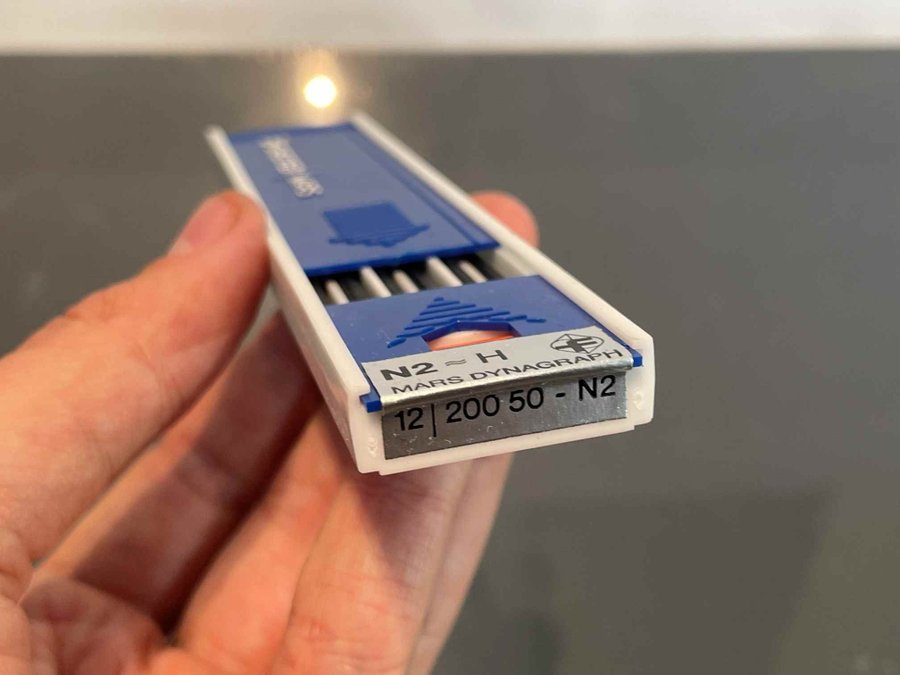 N2 ≈ H
MARS DYNAGRAPH
12 | 200 50 - N2